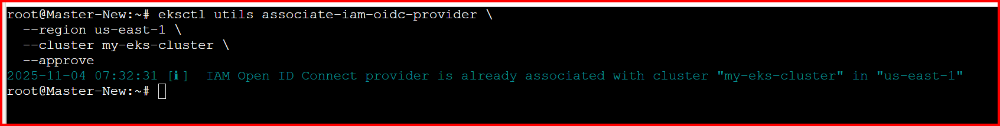 root@Master-New:~# eksctl utils associate-iam-oidc-provider \
  --region us-east-1 \
  --cluster my-eks-cluster \
  --approve
2025-11-04 07:32:31 [ℹ]  IAM Open ID Connect provider is already associated with cluster "my-eks-cluster" in "us-east-1"
root@Master-New:~#